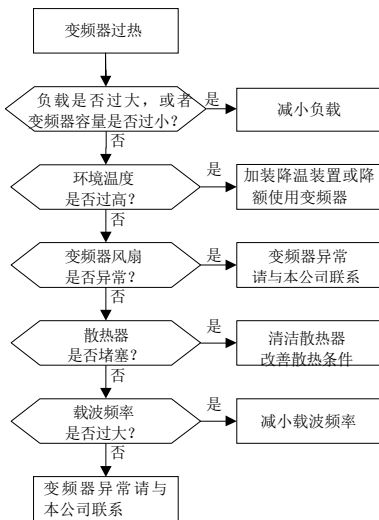 变频器过热
负载是否过大，或者
变频器容量是否过小？
是
减小负载
否
环境温度
是否过高？
是
加装降温装置或降
额使用变频器
否
变频器风扇
是否异常？
是
变频器异常
请与本公司联系
否
散热器
是否堵塞？
是
清洁散热器
改善散热条件
否
载波频率
是否过大？
是
减小载波频率
否
变频器异常请与
本公司联系